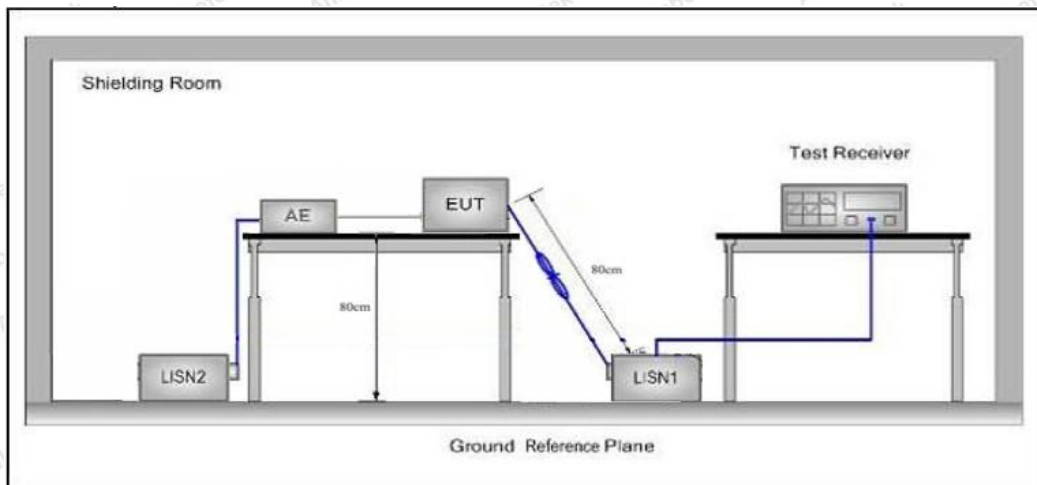 Shielding Room
Test Receiver
AE
EUT
80cm
80cm
LISN2
LISN1
Ground Reference Plane